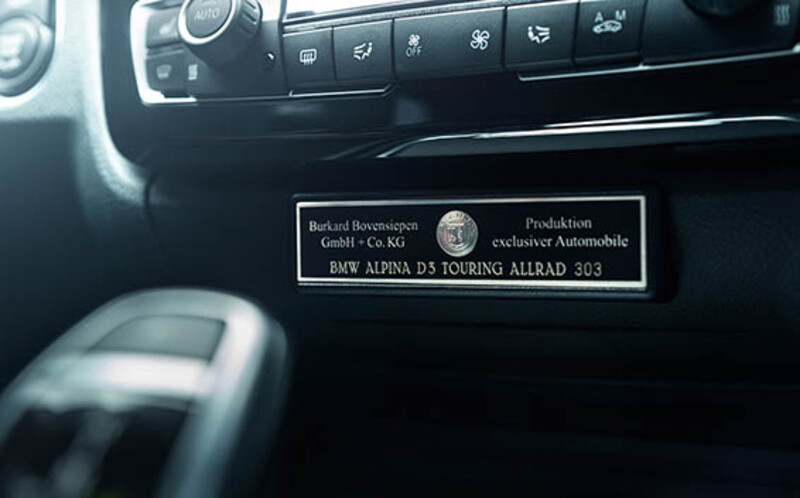 AUTO
OFF
A M
Burkard Bovensiepen
GmbH + Co. KG
Produktion
exclusiver Automobile
BMW ALPINA D3 TOURING ALLRAD 303